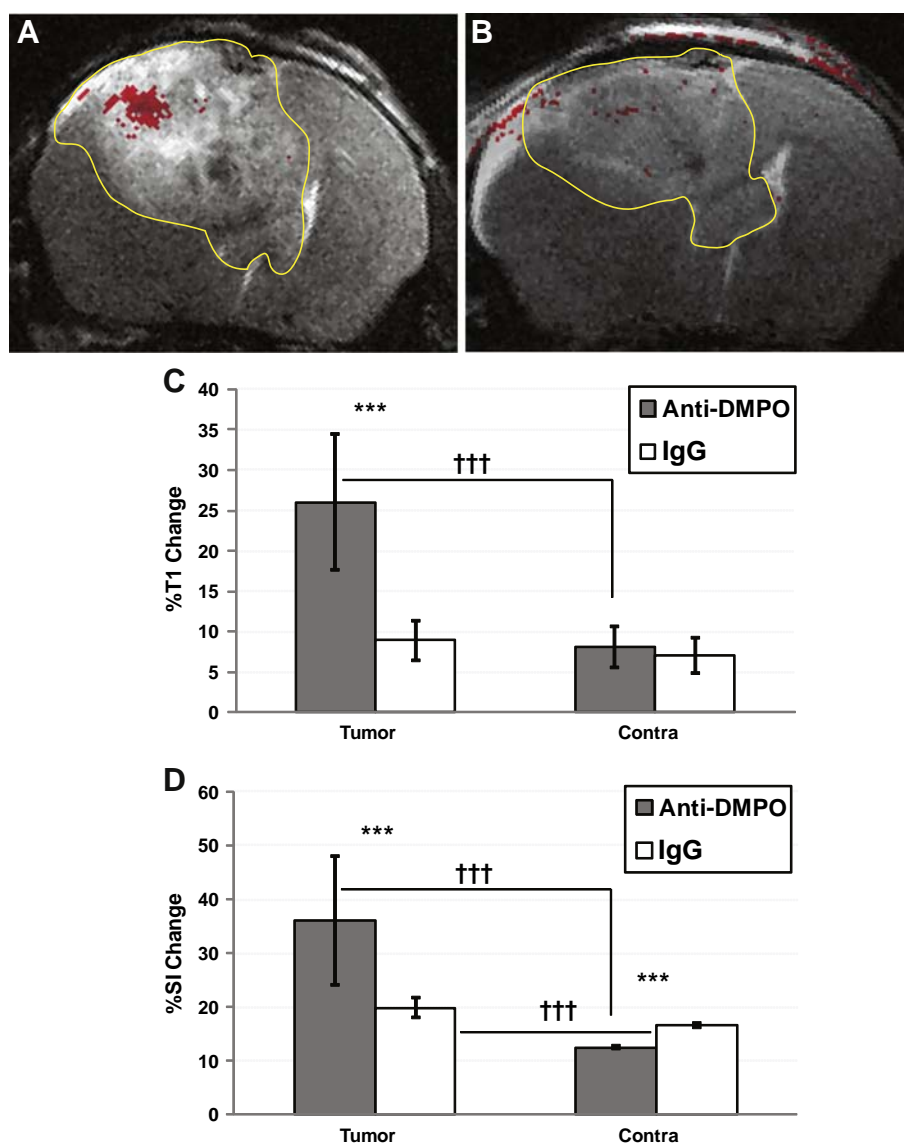 A
B
C
40
35
30
25
20
15
10
5
0
%T1 Change
***
†††
Anti-DMPO
IgG
Tumor
Contra
D
60
50
40
30
20
10
0
%SI Change
***
†††
†††
***
Anti-DMPO
IgG
Tumor
Contra